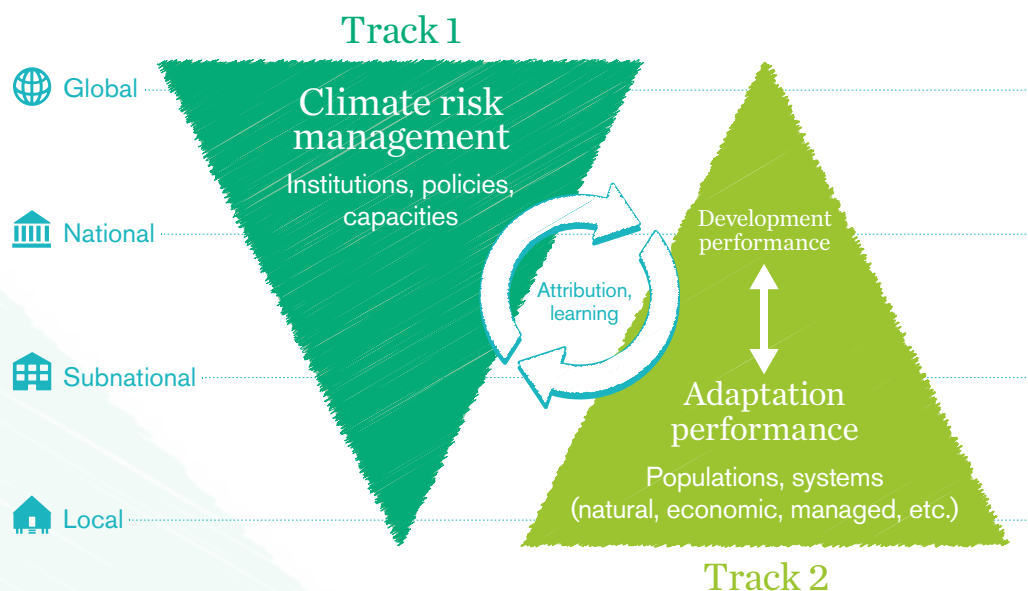 Track 1
Global
Climate risk
management
Institutions, policies,
capacities
National
Development
performance
Attribution,
learning
Subnational
Adaptation
performance
Populations, systems
(natural, economic, managed, etc.)
Local
Track 2